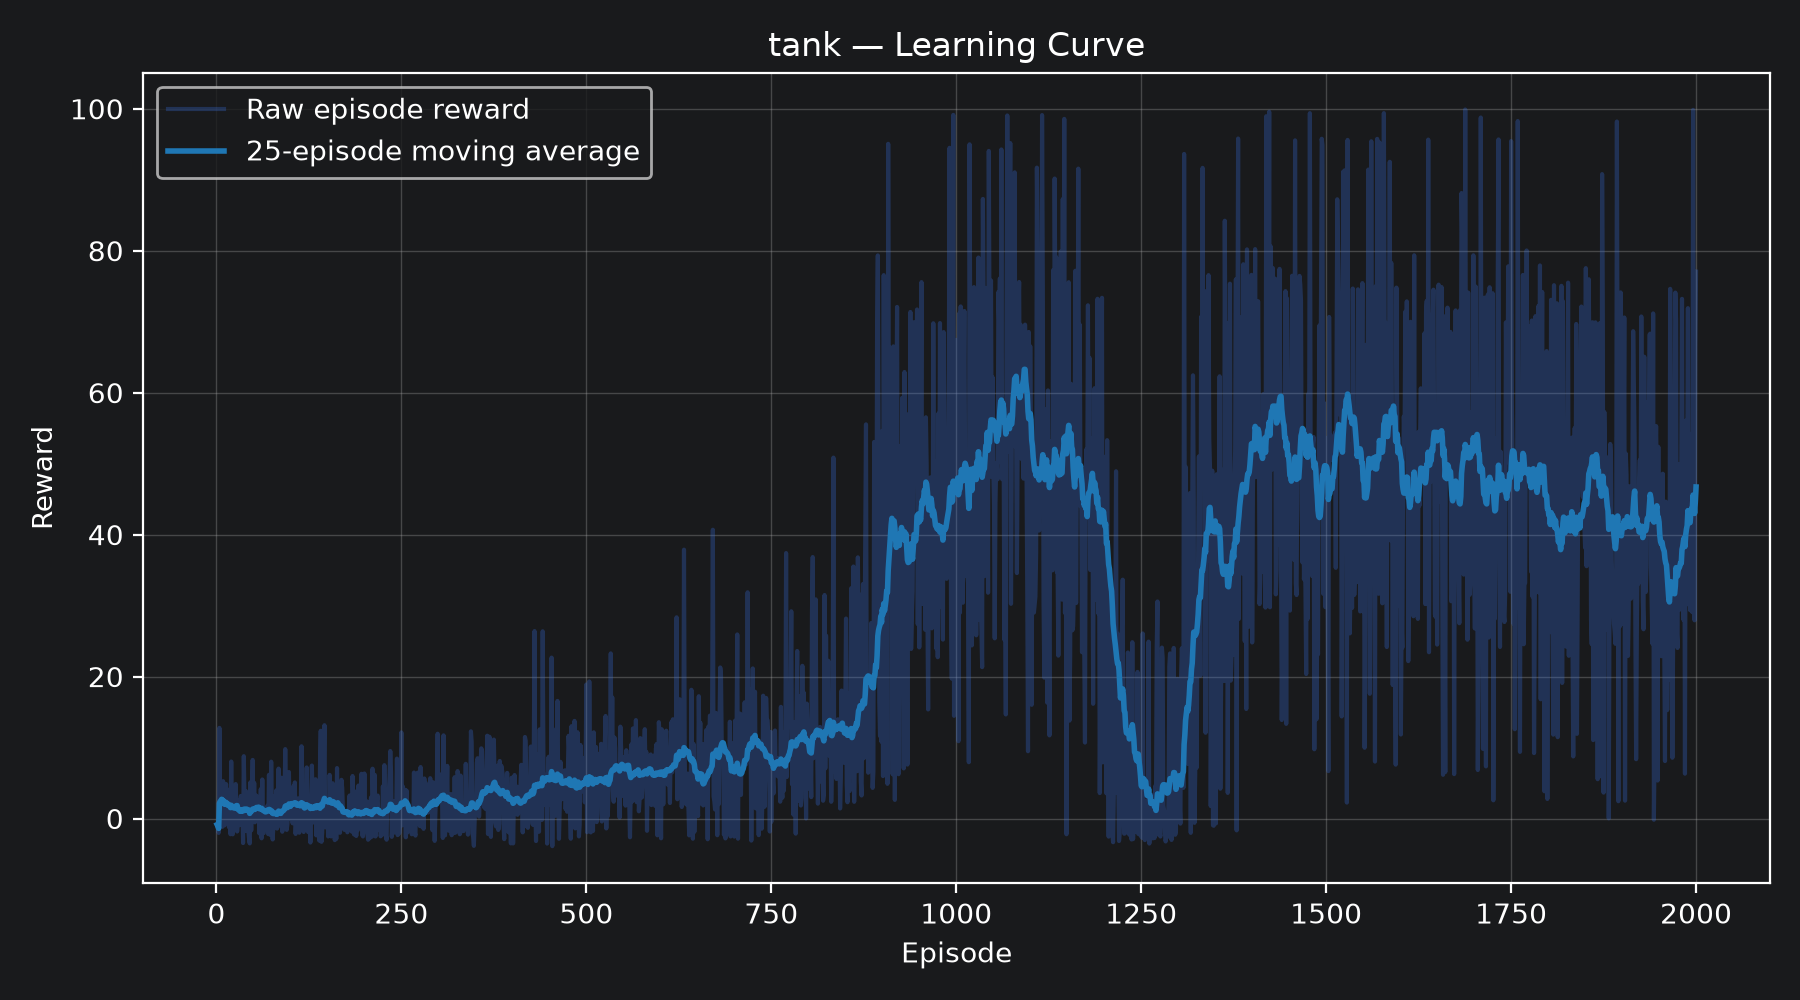 tank — Learning Curve
Raw episode reward
25-episode moving average
100
80
60
40
20
0
Reward
0 250 500 750 1000 1250 1500 1750 2000
Episode